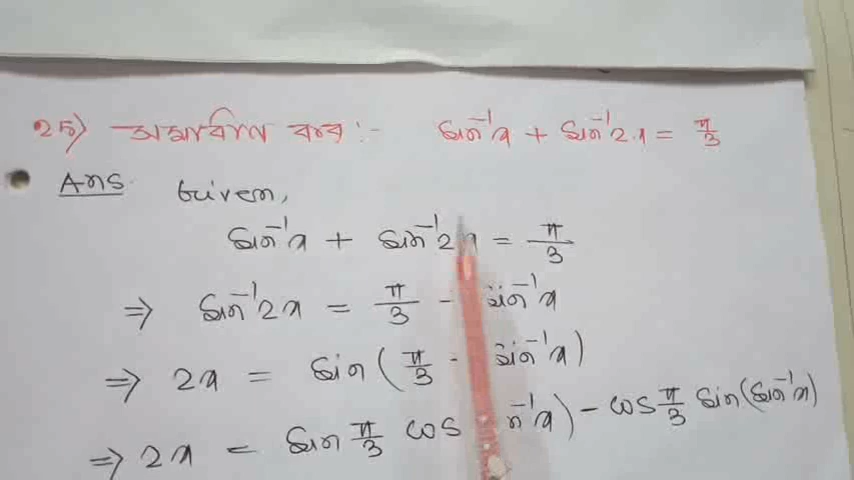 25) সমাধান কর :- sin⁻¹x + sin⁻¹2x = π/3
Ans Given,
sin⁻¹x + sin⁻¹2x = π/3
⇒ sin⁻¹2x = π/3 - sin⁻¹x
⇒ 2x = sin(π/3 - sin⁻¹x)
⇒ 2x = sin π/3 cos n⁻¹x) - cos π/3 sin(sin⁻¹x)